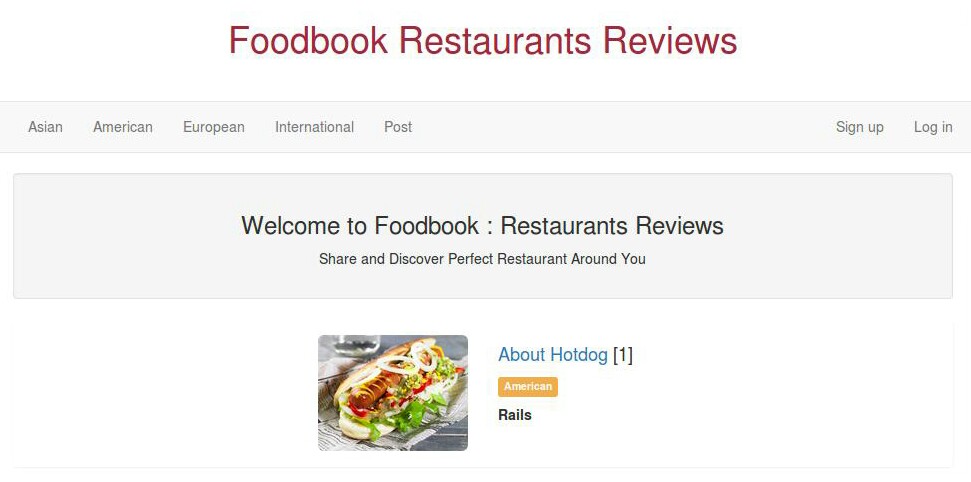 Foodbook Restaurants Reviews
Asian American European International Post Sign up Log in
Welcome to Foodbook : Restaurants Reviews
Share and Discover Perfect Restaurant Around You
About Hotdog [1]
American
Rails